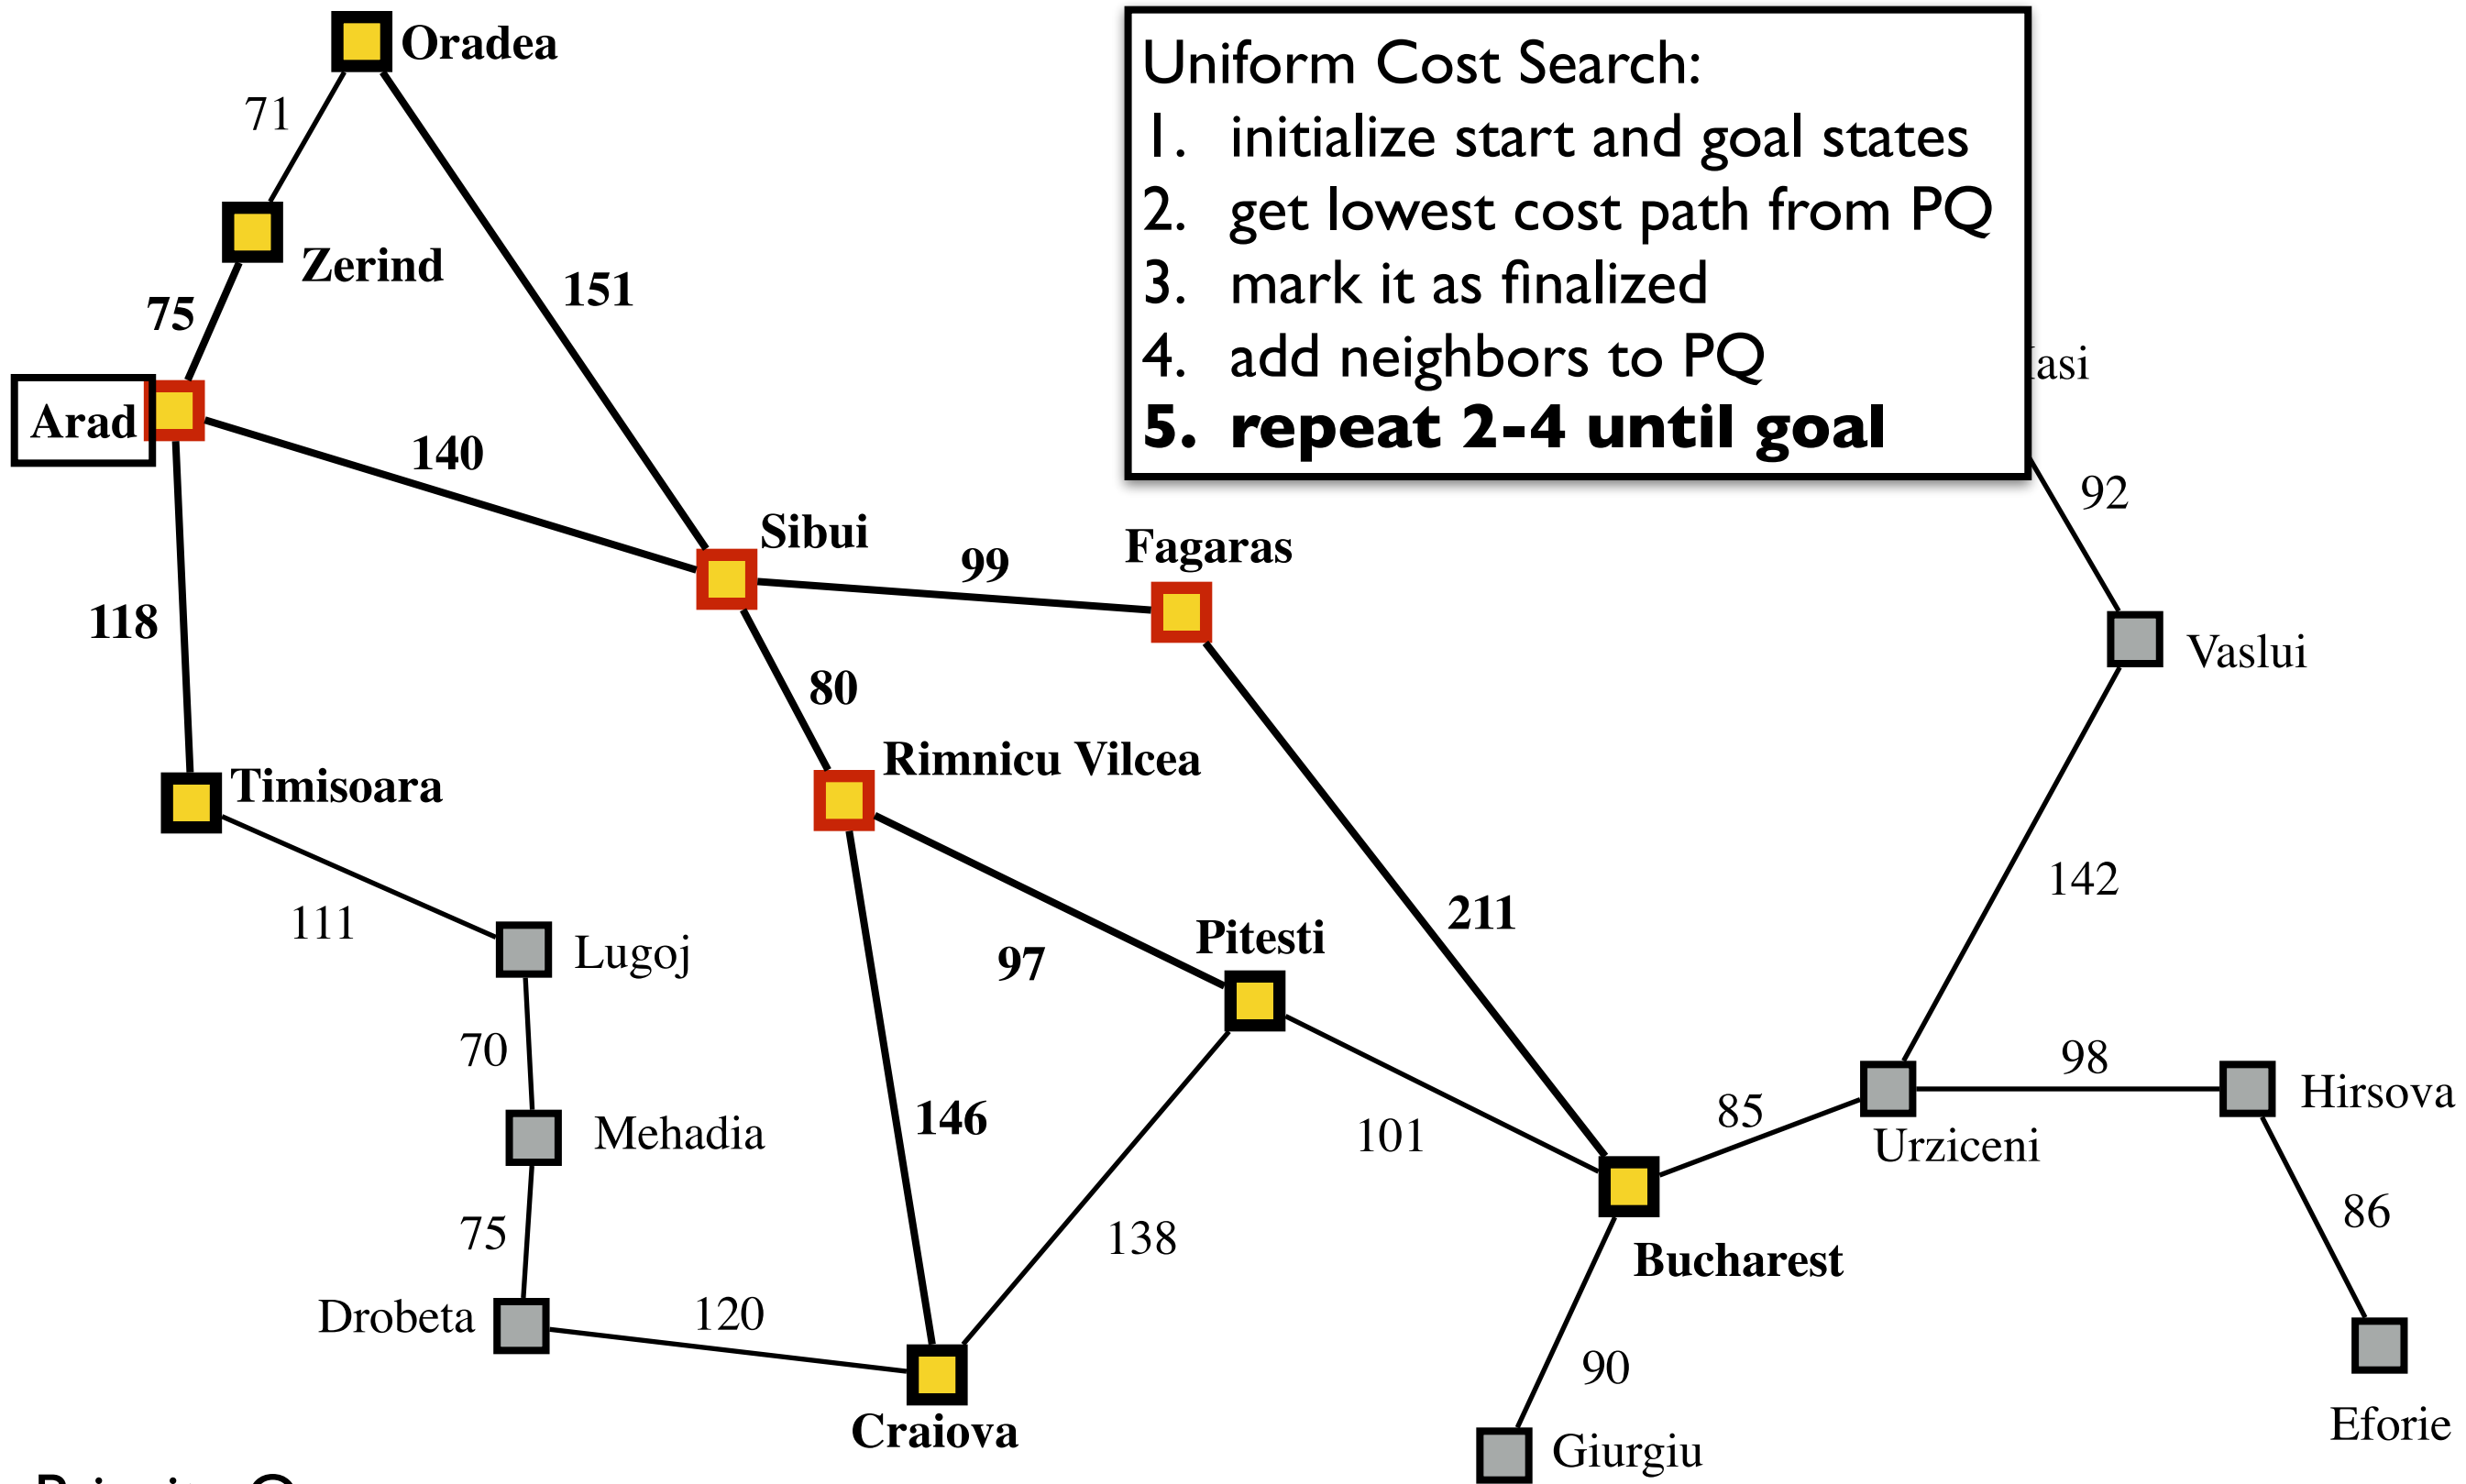 Oradea
Uniform Cost Search:
1. initialize start and goal states
2. get lowest cost path from PQ
3. mark it as finalized
4. add neighbors to PQ
5. repeat 2-4 until goal
71
Zerind
151
75
Iasi
Arad
140
92
Sibui
99
Fagaras
118
Vaslui
80
Rimnicu Vilcea
Timisoara
142
211
111
Lugoj
97
Pitesti
70
98
Hirsova
Mehadia
146
101
85
Urziceni
75
138
86
Bucharest
Drobeta
120
90
Craiova
Eforie
Giurgiu